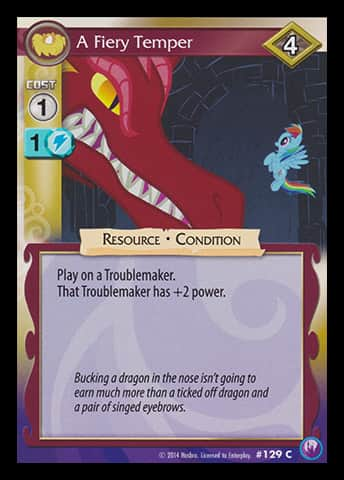 A Fiery Temper
4
COST
1
1
RESOURCE • CONDITION
Play on a Troublemaker.
That Troublemaker has +2 power.
Bucking a dragon in the nose isn't going to
earn much more than a ticked off dragon and
a pair of singed eyebrows.
© 2014 Hasbro. Licensed to Enterplay. #129 C